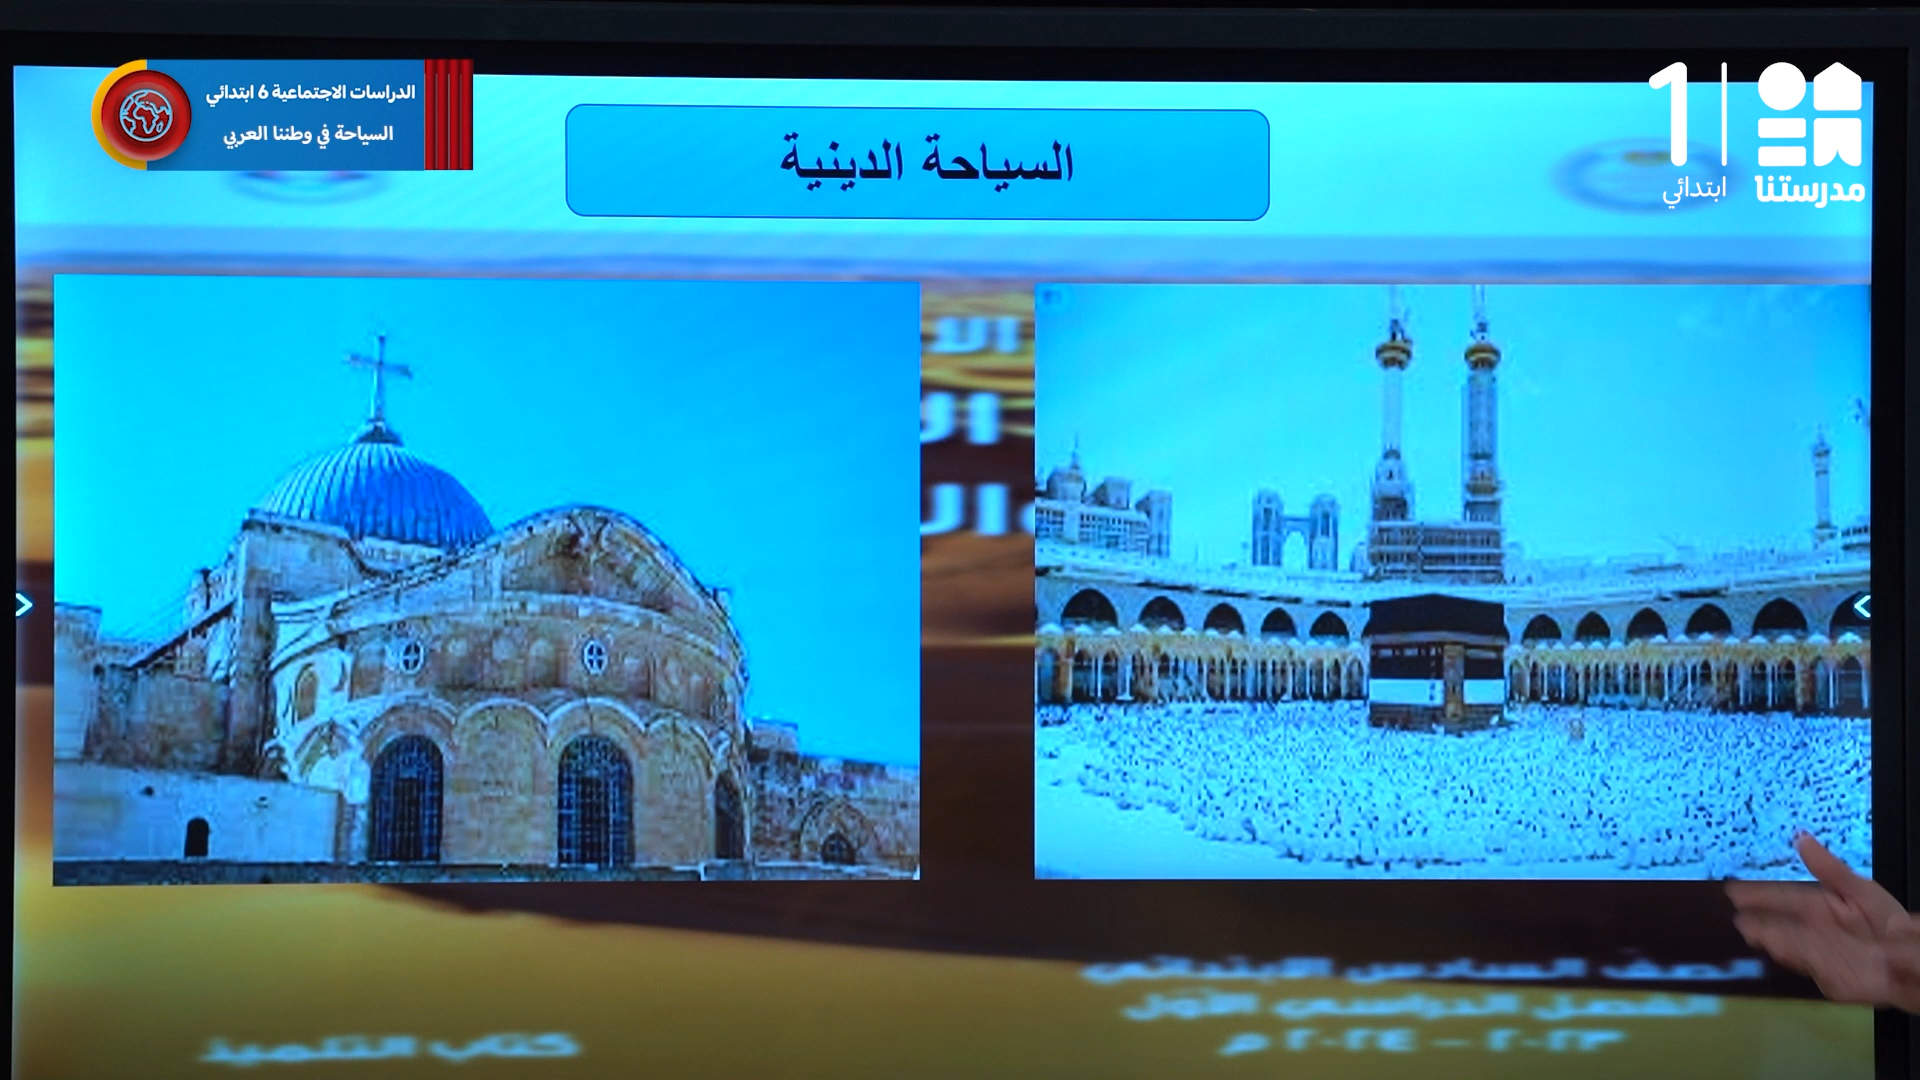 الدراسات الاجتماعية 6 ابتدائي
السياحة في وطننا العربي
السياحة الدينية
1
ابتدائي
مدرستنا
الصف السادس الابتدائي
الفصل الدراسي الأول
٢٠٢٣ - ٢٠٢٤ م
كتاب التلميذ